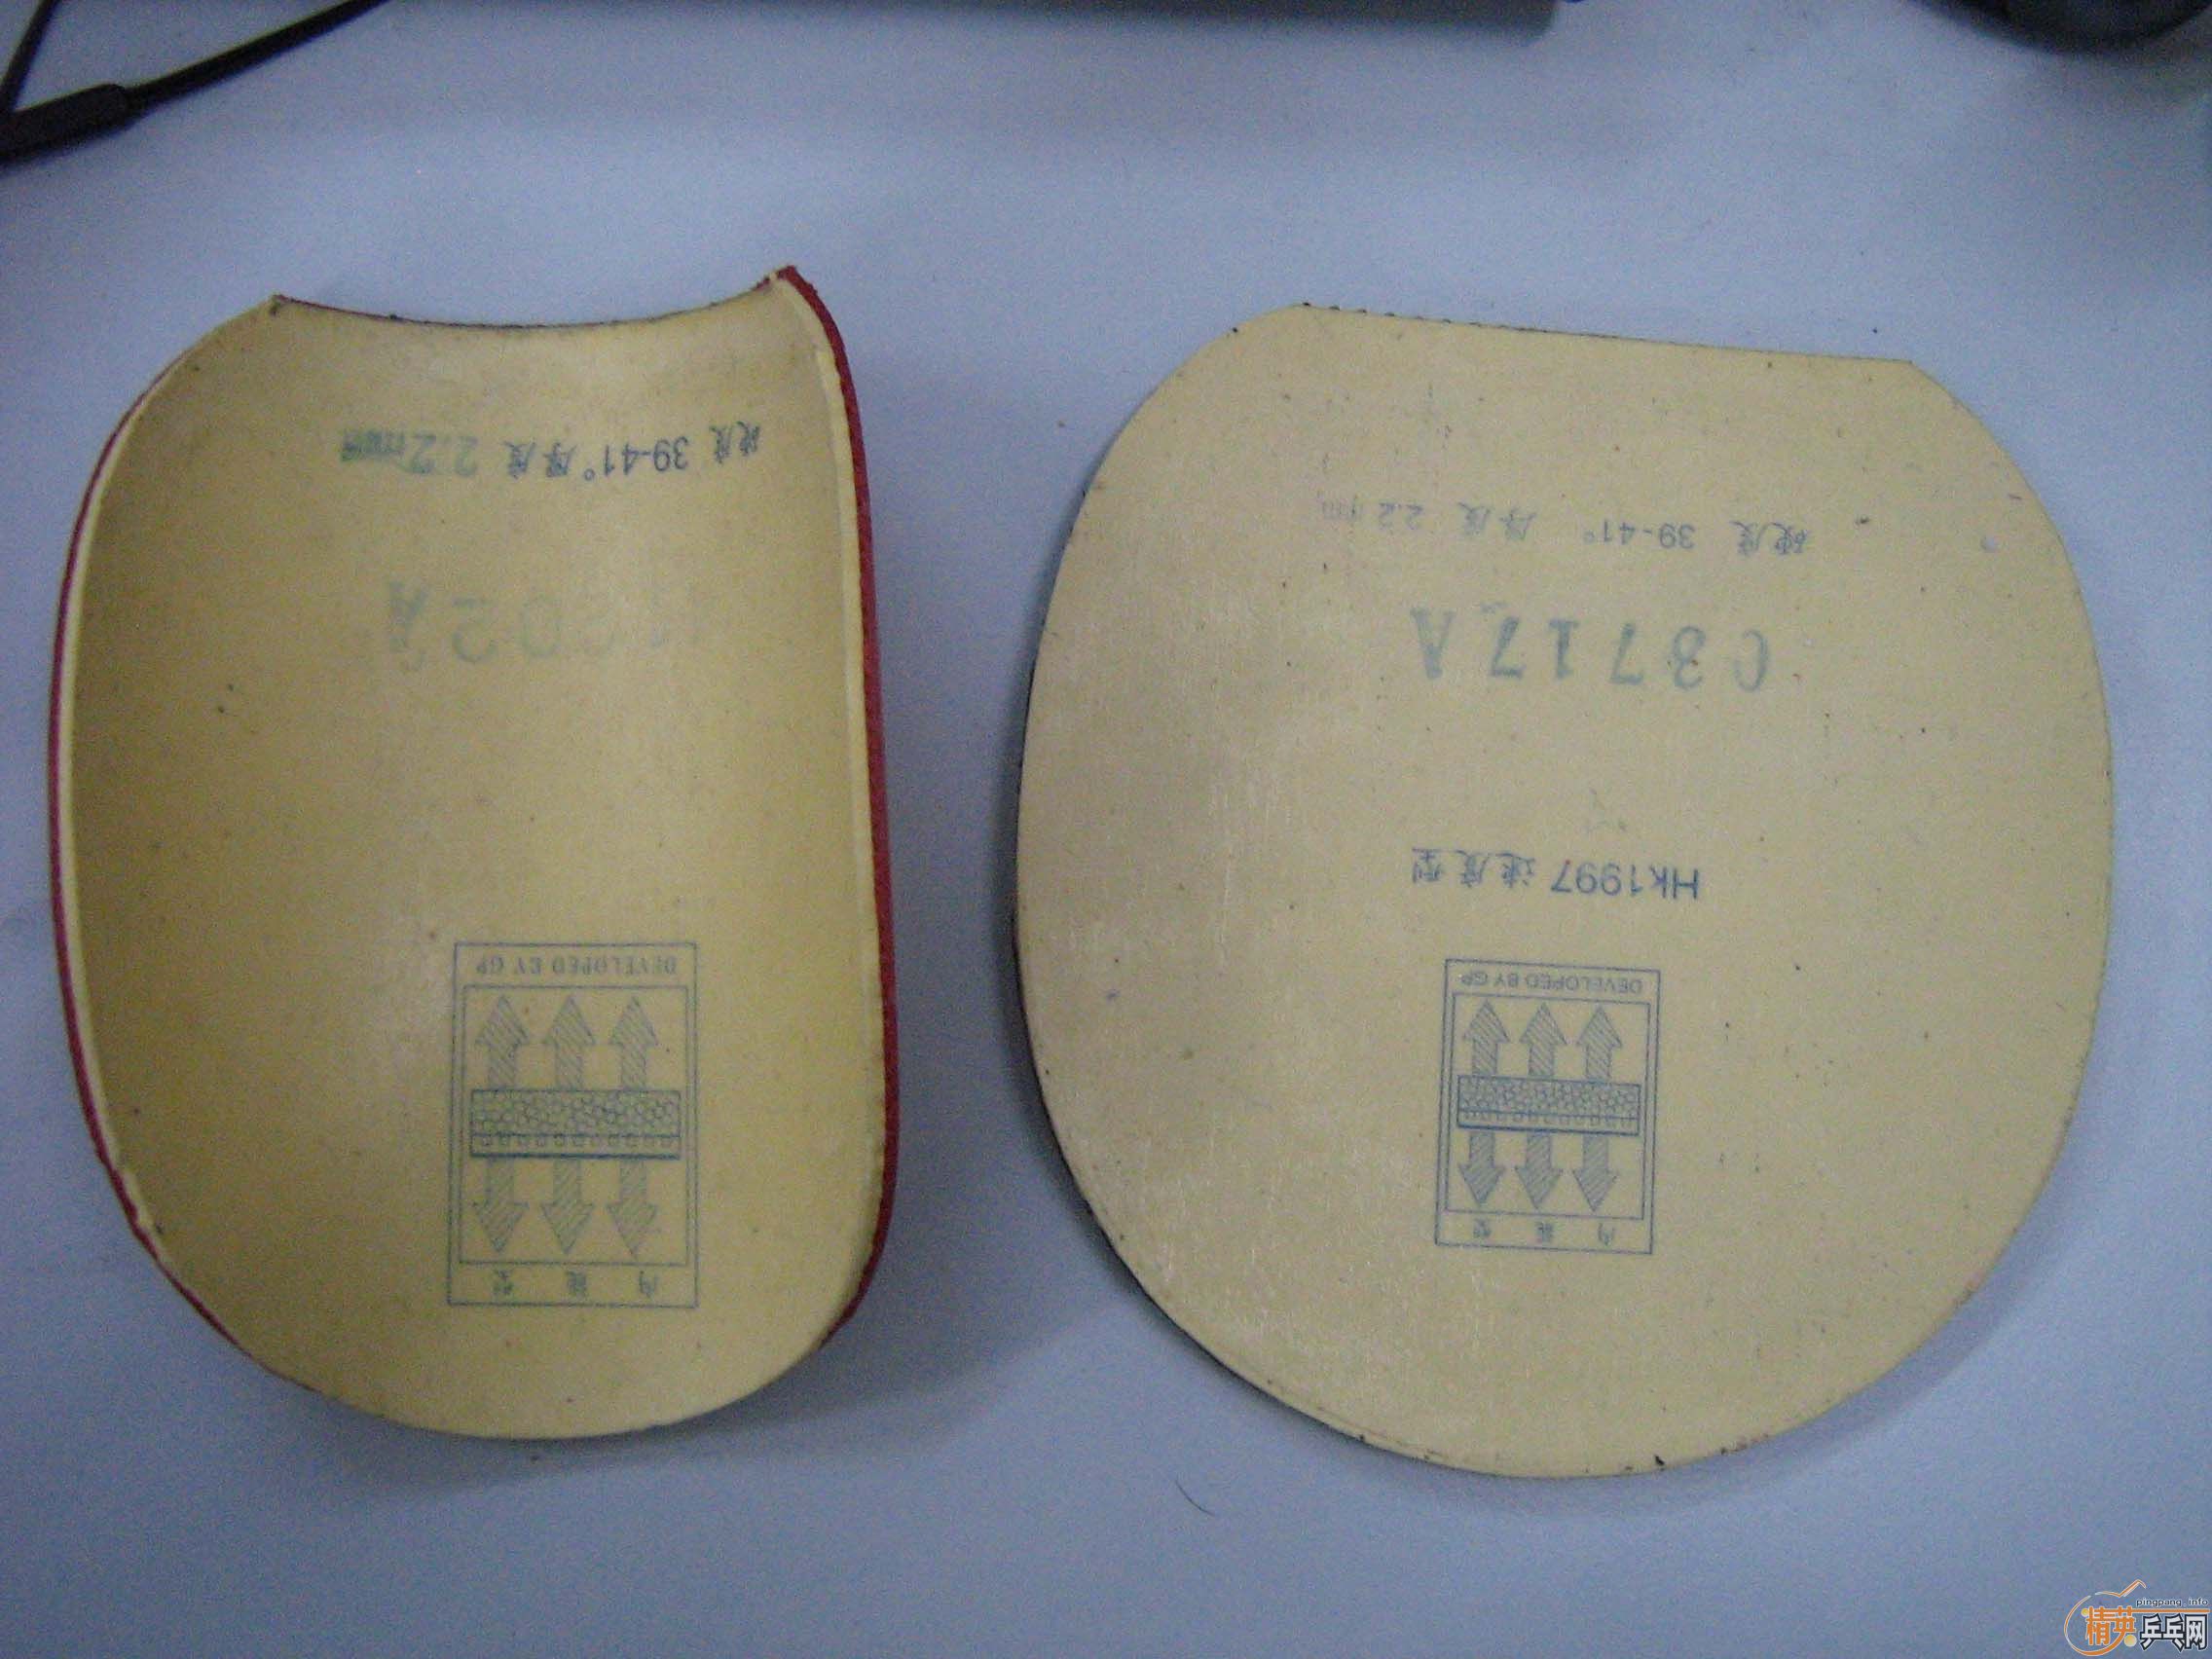 硬度 39-41° 厚度 2.2mm
02A
DEVELOPED BY GP
内 能 型
硬度 39-41° 厚度 2.2mm
C3717A
HK1997 速度型
DEVELOPED BY GP
内 能 型
pingpang.info
精英乒乓网